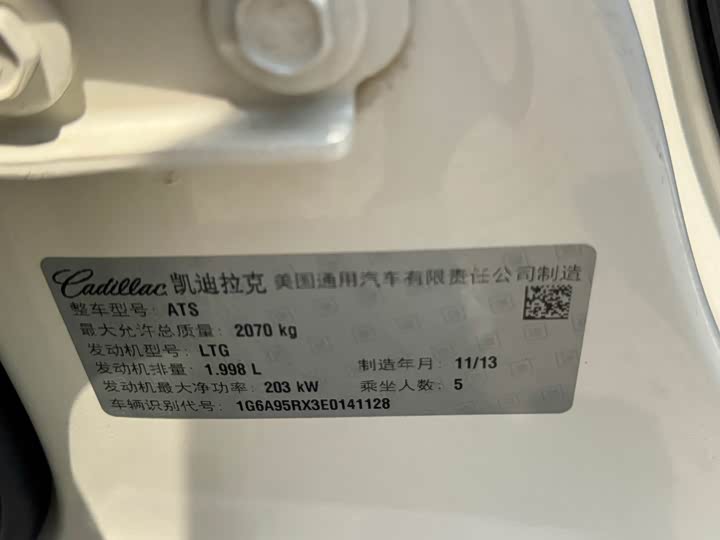 Cadillac 凯迪拉克 美国通用汽车有限责任公司制造
整车型号: ATS
最大允许总质量: 2070 kg
发动机型号: LTG
发动机排量: 1.998 L 制造年月: 11/13
发动机最大净功率: 203 kW 乘坐人数: 5
车辆识别代号: 1G6A95RX3E0141128